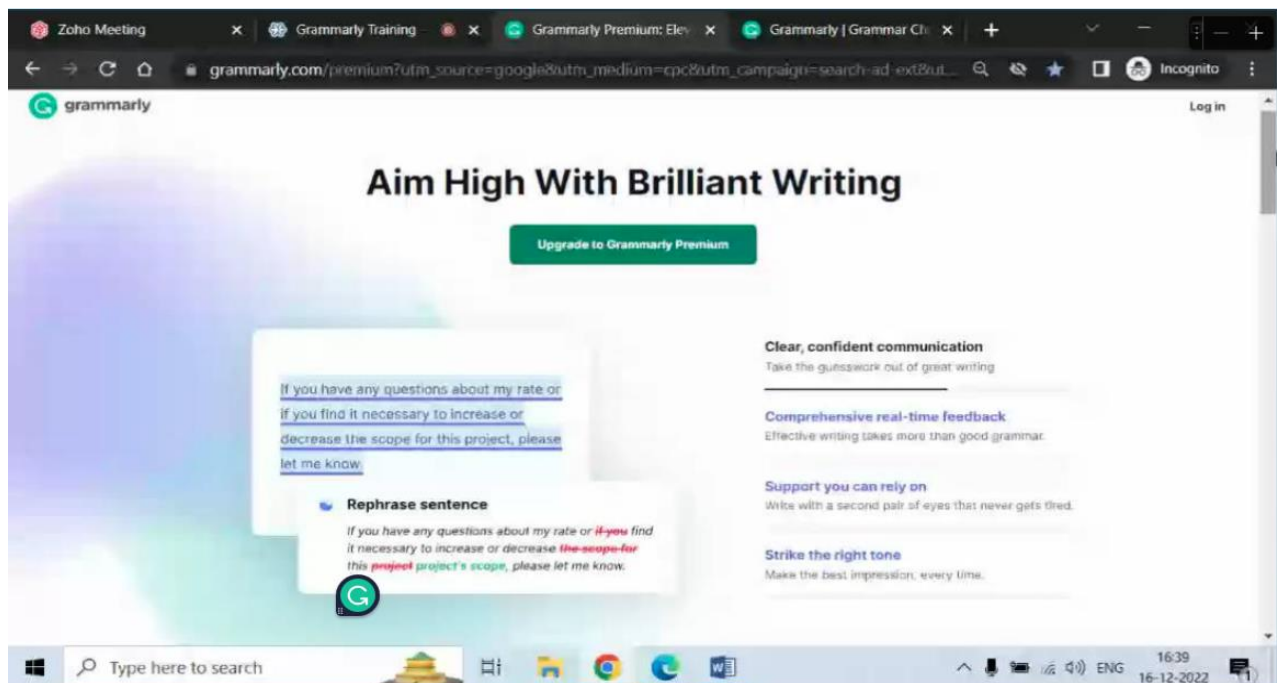 Zoho Meeting
Grammarly Training
Grammarly Premium: Ele
Grammarly | Grammar Ch
grammarly.com/premium?utm_source=google&utm_medium=cpc&utm_campaign=search-ad-ext&ut...
Incognito
grammarly
Log in
Aim High With Brilliant Writing
Upgrade to Grammarly Premium
If you have any questions about my rate or
if you find it necessary to increase or
decrease the scope for this project, please
let me know.
Rephrase sentence
If you have any questions about my rate or if you find
it necessary to increase or decrease the scope for
this project project's scope, please let me know.
Clear, confident communication
Take the guesswork out of great writing
Comprehensive real-time feedback
Effective writing takes more than good grammar.
Support you can rely on
Write with a second pair of eyes that never gets tired.
Strike the right tone
Make the best impression, every time.
Type here to search
ENG
16:39
16-12-2022
1